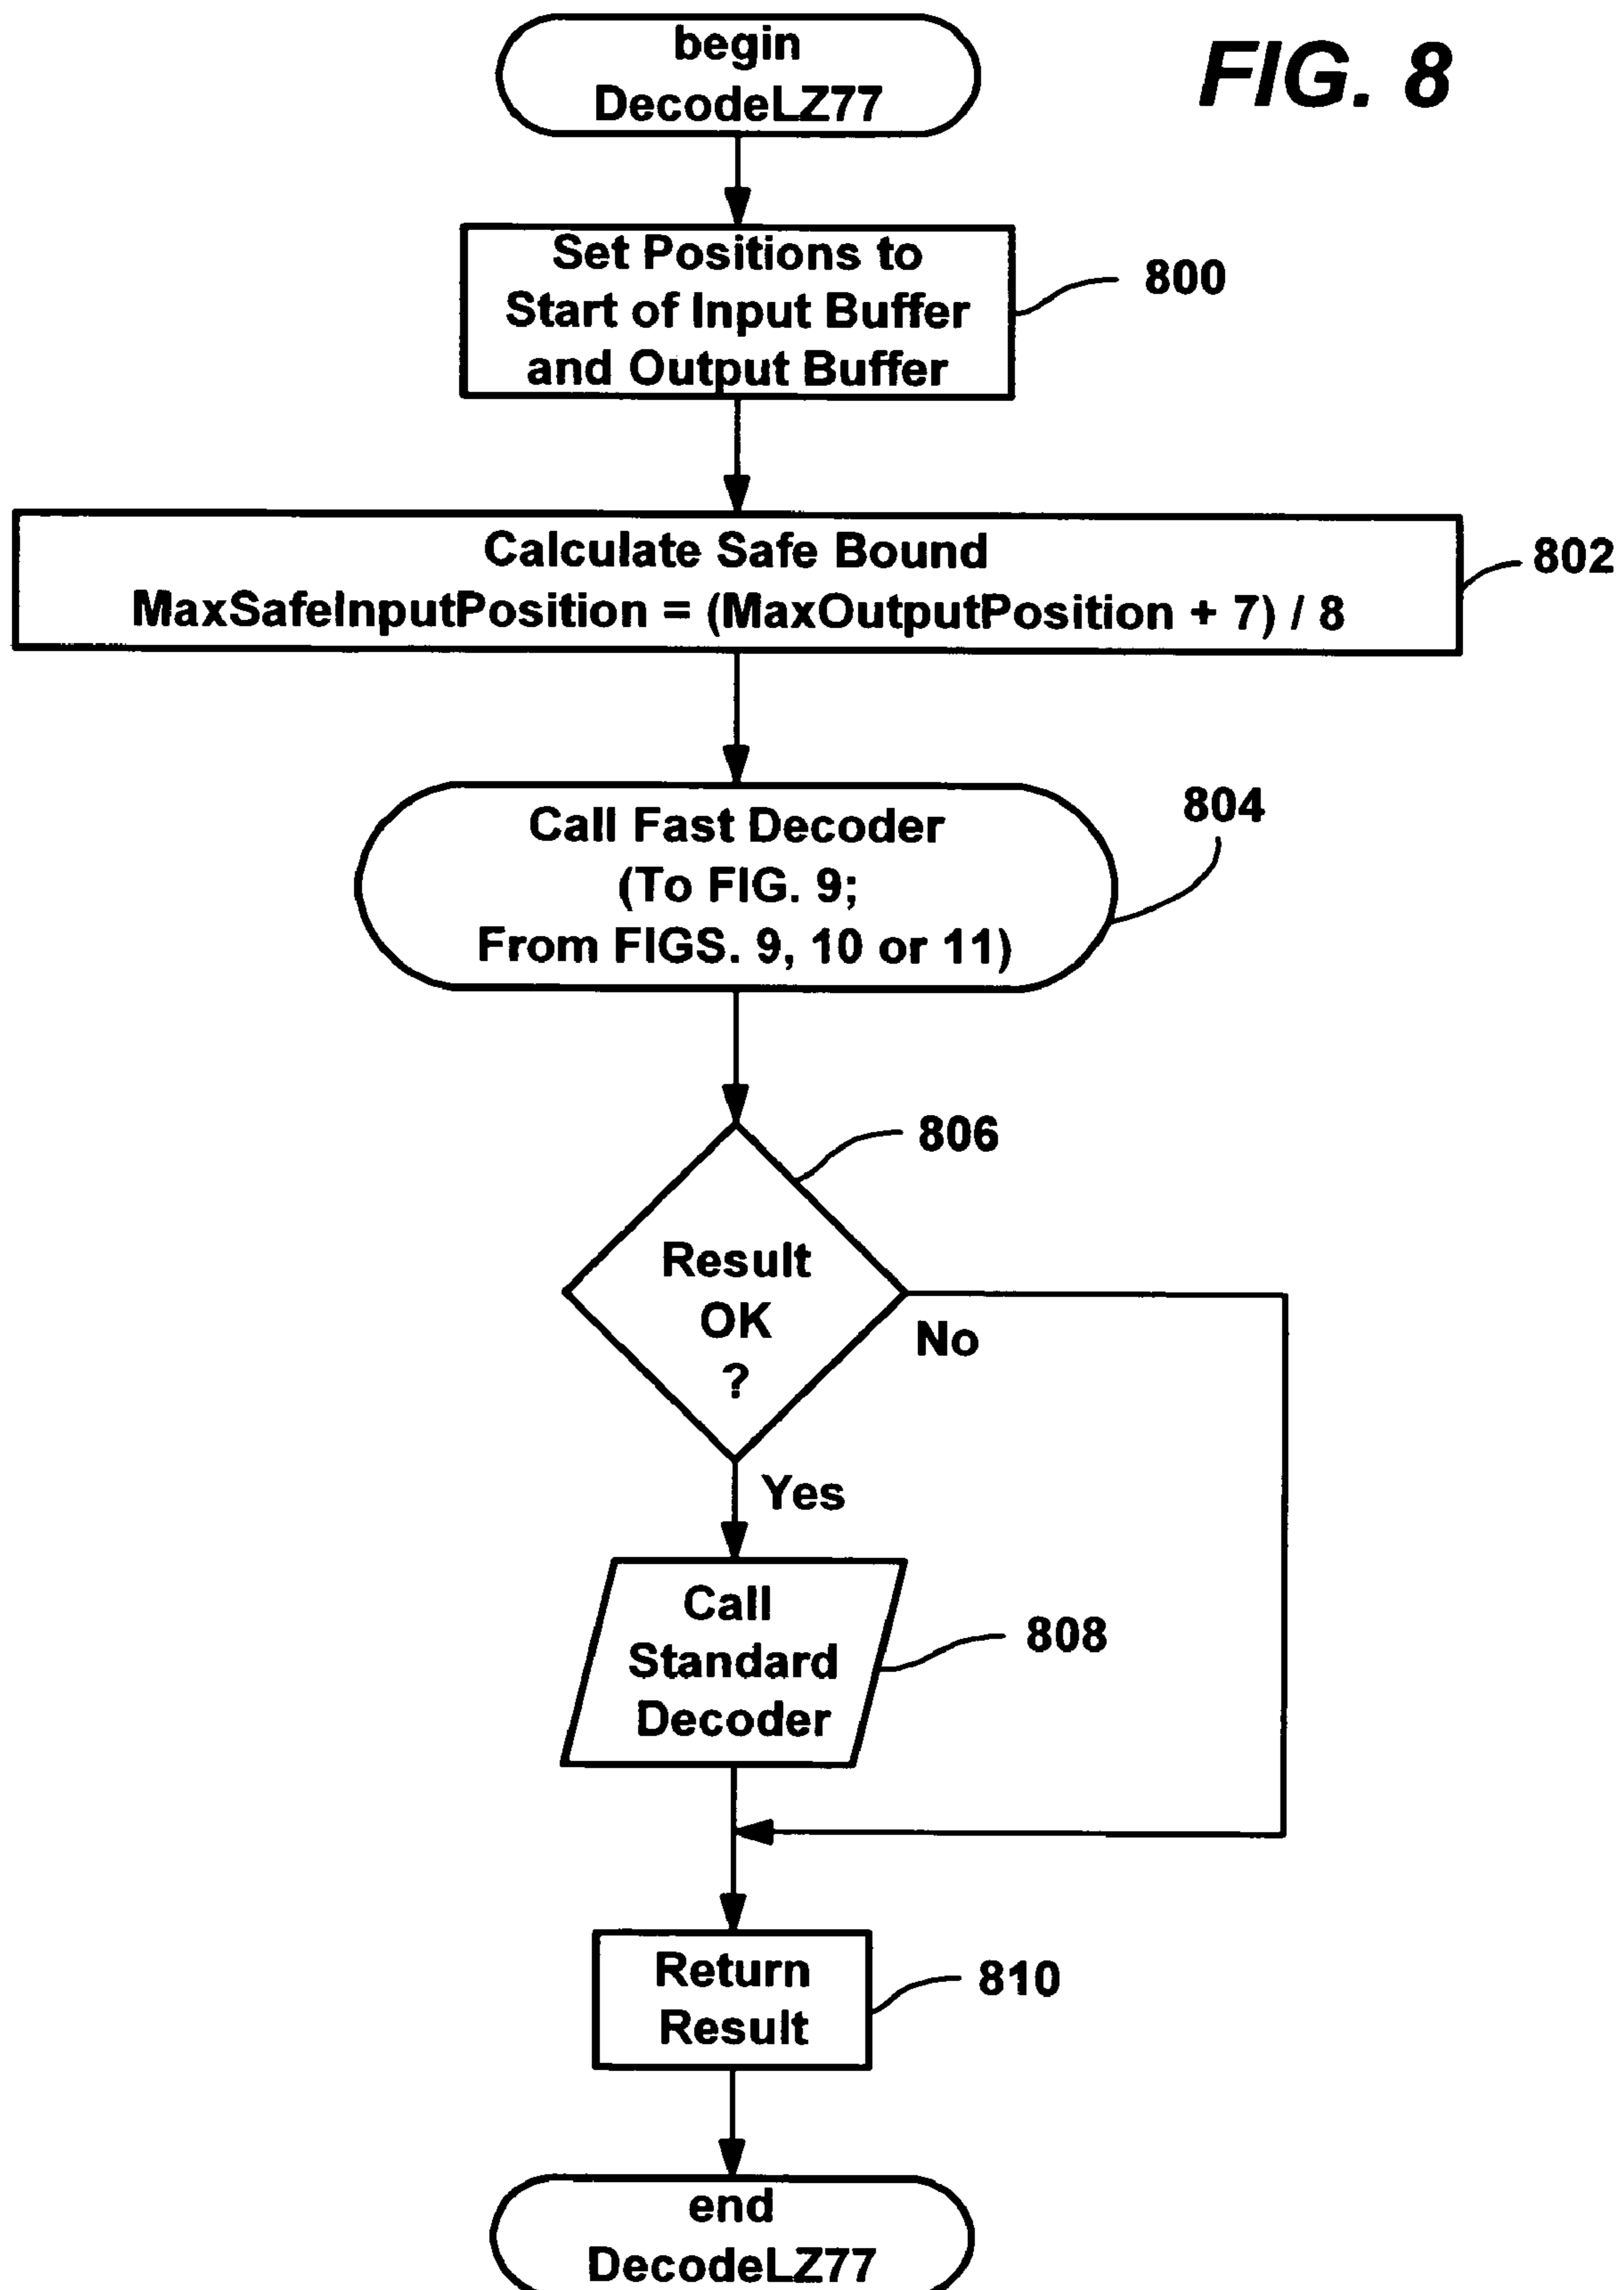 begin
DecodeLZ77
FIG. 8
Set Positions to
Start of Input Buffer
and Output Buffer
800
Calculate Safe Bound
MaxSafeInputPosition = (MaxOutputPosition + 7) / 8
802
Call Fast Decoder
(To FIG. 9;
From FIGS. 9, 10 or 11)
804
806
Result
OK
?
No
Yes
Call
Standard
Decoder
808
Return
Result
810
end
DecodeLZ77